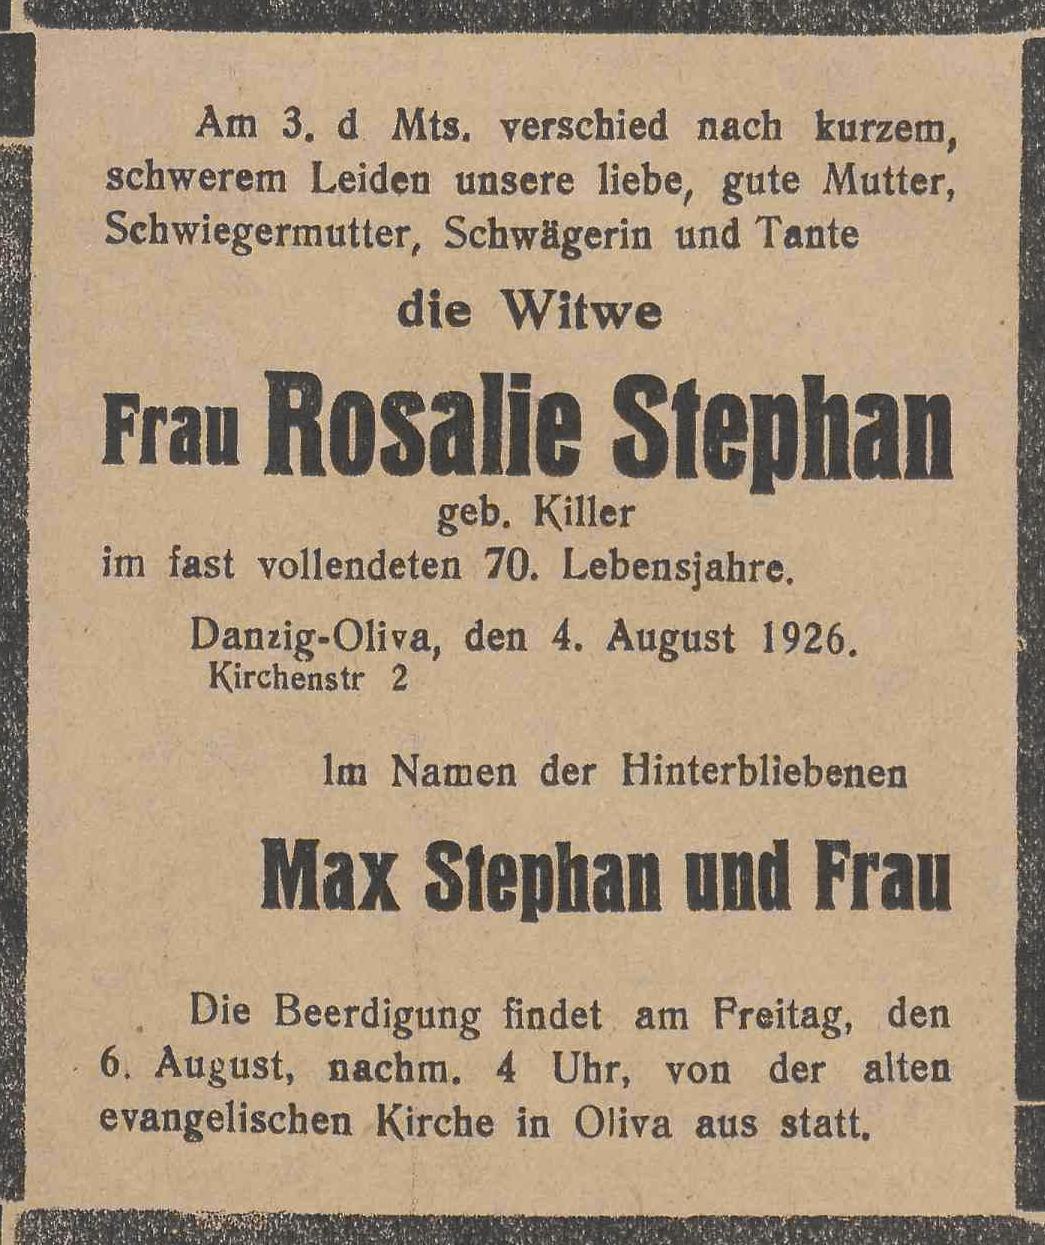 Am 3. d Mts. verschied nach kurzem,
schwerem Leiden unsere liebe, gute Mutter,
Schwiegermutter, Schwägerin und Tante
die Witwe
Frau Rosalie Stephan
geb. Killer
im fast vollendeten 70. Lebensjahre.
Danzig-Oliva, den 4. August 1926.
Kirchenstr 2
Im Namen der Hinterbliebenen
Max Stephan und Frau
Die Beerdigung findet am Freitag, den
6. August, nachm. 4 Uhr, von der alten
evangelischen Kirche in Oliva aus statt.